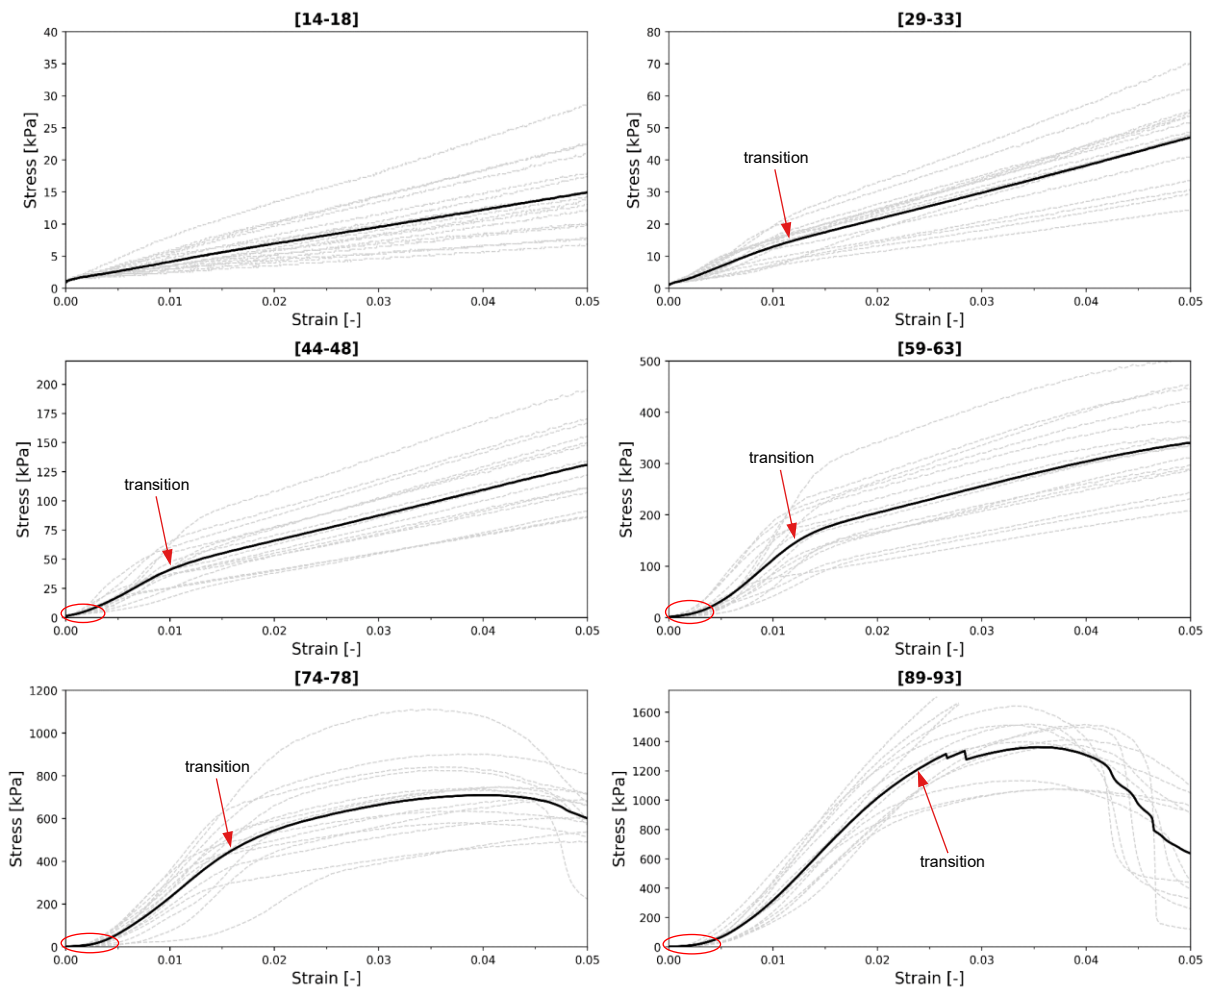 [14-18]
40
35
30
25
20
15
10
5
0
Stress [kPa]
0.00 0.01 0.02 0.03 0.04 0.05
Strain [-]
[29-33]
80
70
60
50
40
30
20
10
0
Stress [kPa]
transition
0.00 0.01 0.02 0.03 0.04 0.05
Strain [-]
[44-48]
200
175
150
125
100
75
50
25
0
Stress [kPa]
transition
0.00 0.01 0.02 0.03 0.04 0.05
Strain [-]
[59-63]
500
400
300
200
100
0
Stress [kPa]
transition
0.00 0.01 0.02 0.03 0.04 0.05
Strain [-]
[74-78]
1200
1000
800
600
400
200
0
Stress [kPa]
transition
0.00 0.01 0.02 0.03 0.04 0.05
Strain [-]
[89-93]
1600
1400
1200
1000
800
600
400
200
0
Stress [kPa]
transition
0.00 0.01 0.02 0.03 0.04 0.05
Strain [-]